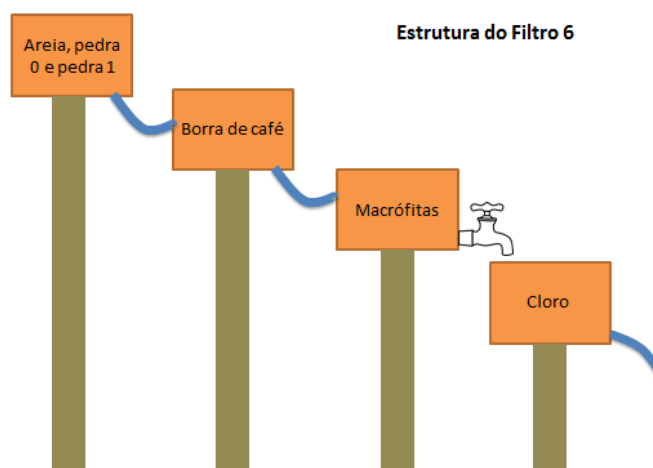 Estrutura do Filtro 6
Areia, pedra
0 e pedra 1
Borra de café
Macrófitas
Cloro